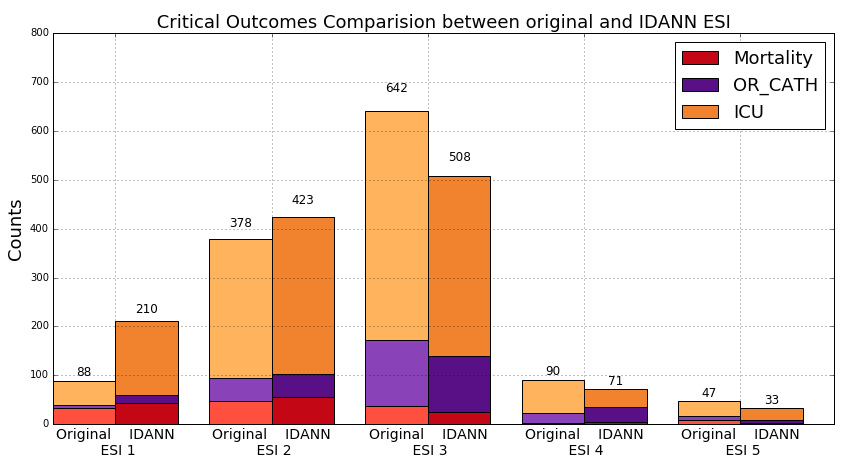 Critical Outcomes Comparision between original and IDANN ESI
Counts
800
700
600
500
400
300
200
100
0
Mortality
OR_CATH
ICU
88
210
378
423
642
508
90
71
47
33
Original IDANN
ESI 1
Original IDANN
ESI 2
Original IDANN
ESI 3
Original IDANN
ESI 4
Original IDANN
ESI 5